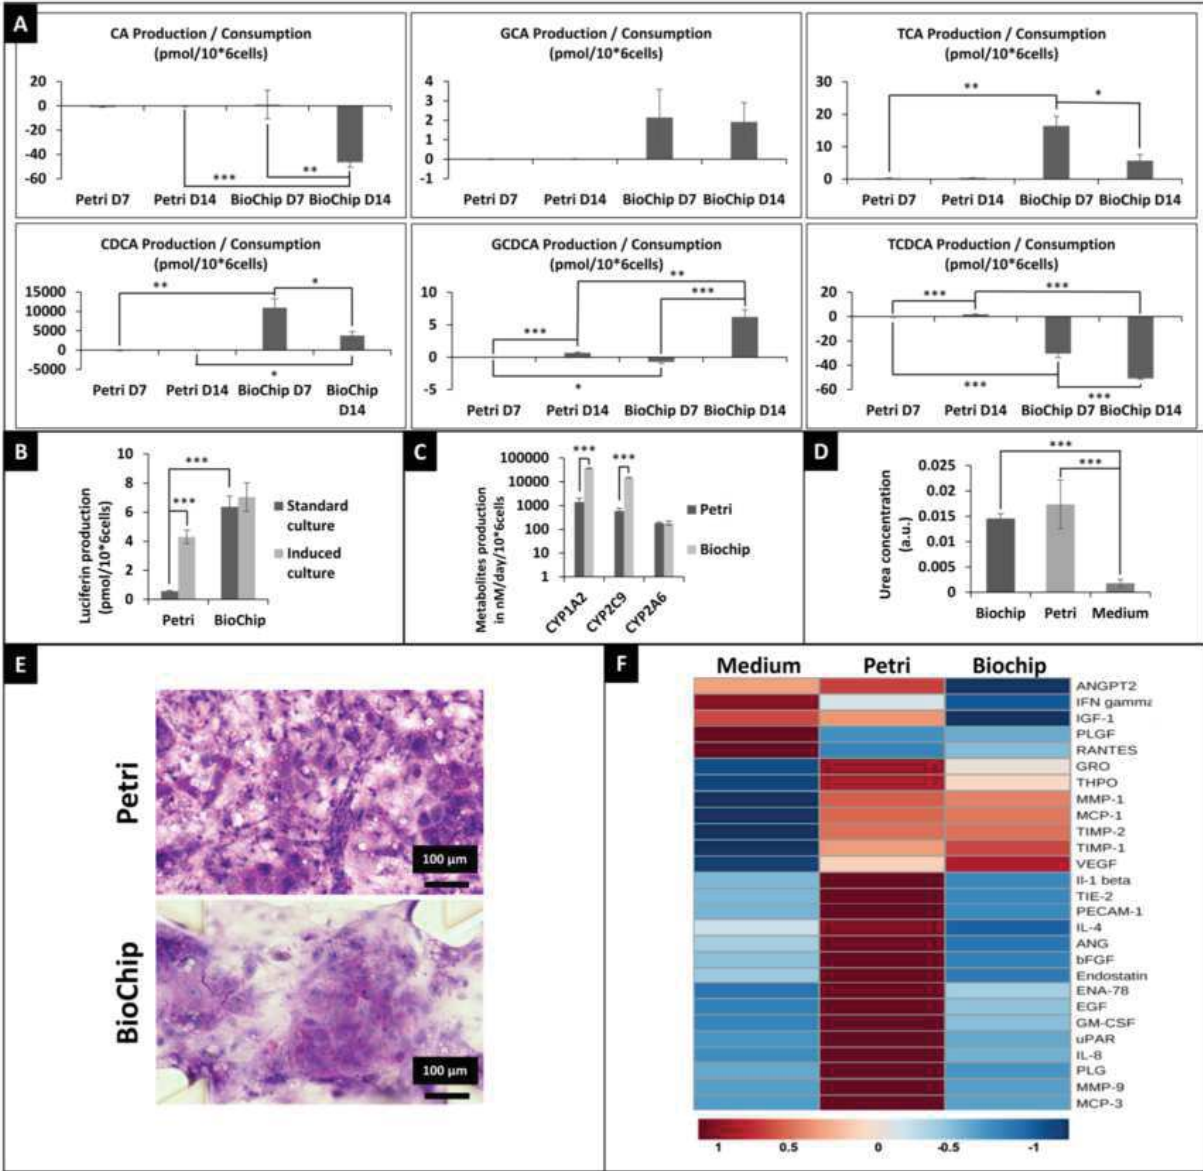 A
CA Production / Consumption
(pmol/10*6cells)
20
0
-20
-40
-60
***
**
Petri D7 Petri D14 BioChip D7 BioChip D14
GCA Production / Consumption
(pmol/10*6cells)
4
3
2
1
0
-1
Petri D7 Petri D14 BioChip D7 BioChip D14
TCA Production / Consumption
(pmol/10*6cells)
30
20
10
0
**
*
Petri D7 Petri D14 BioChip D7 BioChip D14
CDCA Production / Consumption
(pmol/10*6cells)
15000
10000
5000
0
-5000
**
*
*
Petri D7 Petri D14 BioChip D7 BioChip
D14
GCDCA Production / Consumption
(pmol/10*6cells)
10
5
0
-5
**
***
***
*
Petri D7 Petri D14 BioChip D7 BioChip D14
TCDCA Production / Consumption
(pmol/10*6cells)
20
0
-20
-40
-60
***
***
***
***
Petri D7 Petri D14 BioChip D7 BioChip D14
B
Luciferin production
(pmol/10*6cells)
10
8
6
4
2
0
***
***
Petri BioChip
Standard
culture
Induced
culture
C
Metabolites production
in nM/day/10*6cells
100000
10000
1000
100
10
1
***
***
CYP1A2
CYP2C9
CYP2A6
Petri
Biochip
D
Urea concentration
(a.u.)
0.025
0.02
0.015
0.01
0.005
0
***
***
Biochip Petri Medium
E
Petri
100 µm
BioChip
100 µm
F
Medium Petri Biochip
ANGPT2
IFN gamma
IGF-1
PLGF
RANTES
GRO
THPO
MMP-1
MCP-1
TIMP-2
TIMP-1
VEGF
Il-1 beta
TIE-2
PECAM-1
IL-4
ANG
bFGF
Endostatin
ENA-78
EGF
GM-CSF
uPAR
IL-8
PLG
MMP-9
MCP-3
1 0.5 0 -0.5 -1